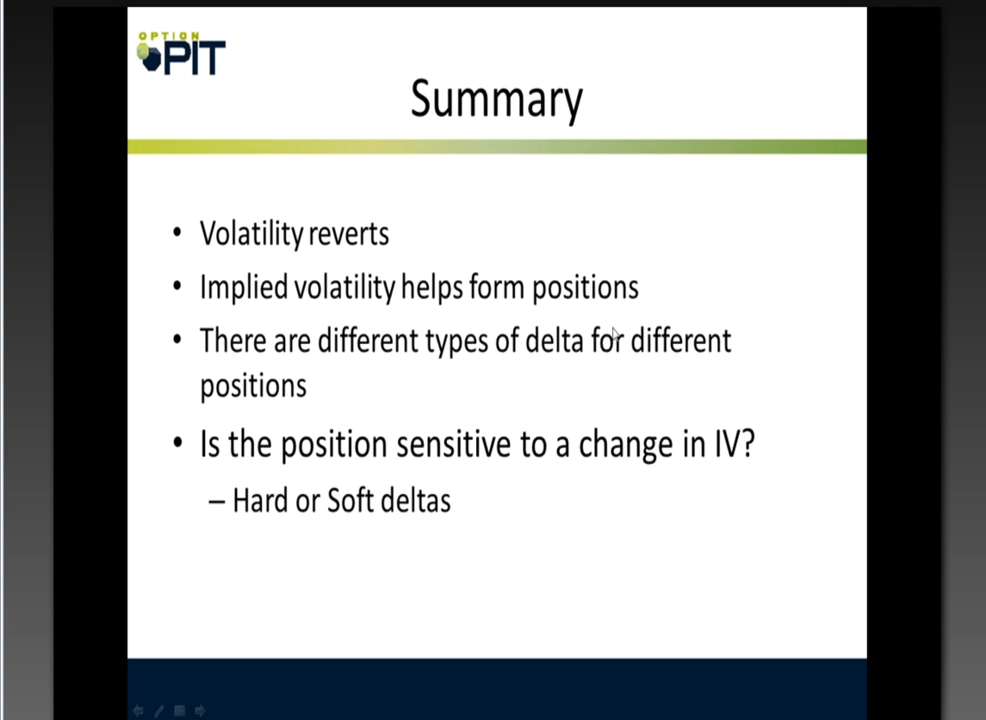 OPTION
PIT
Summary
• Volatility reverts
• Implied volatility helps form positions
• There are different types of delta for different
positions
• Is the position sensitive to a change in IV?
– Hard or Soft deltas